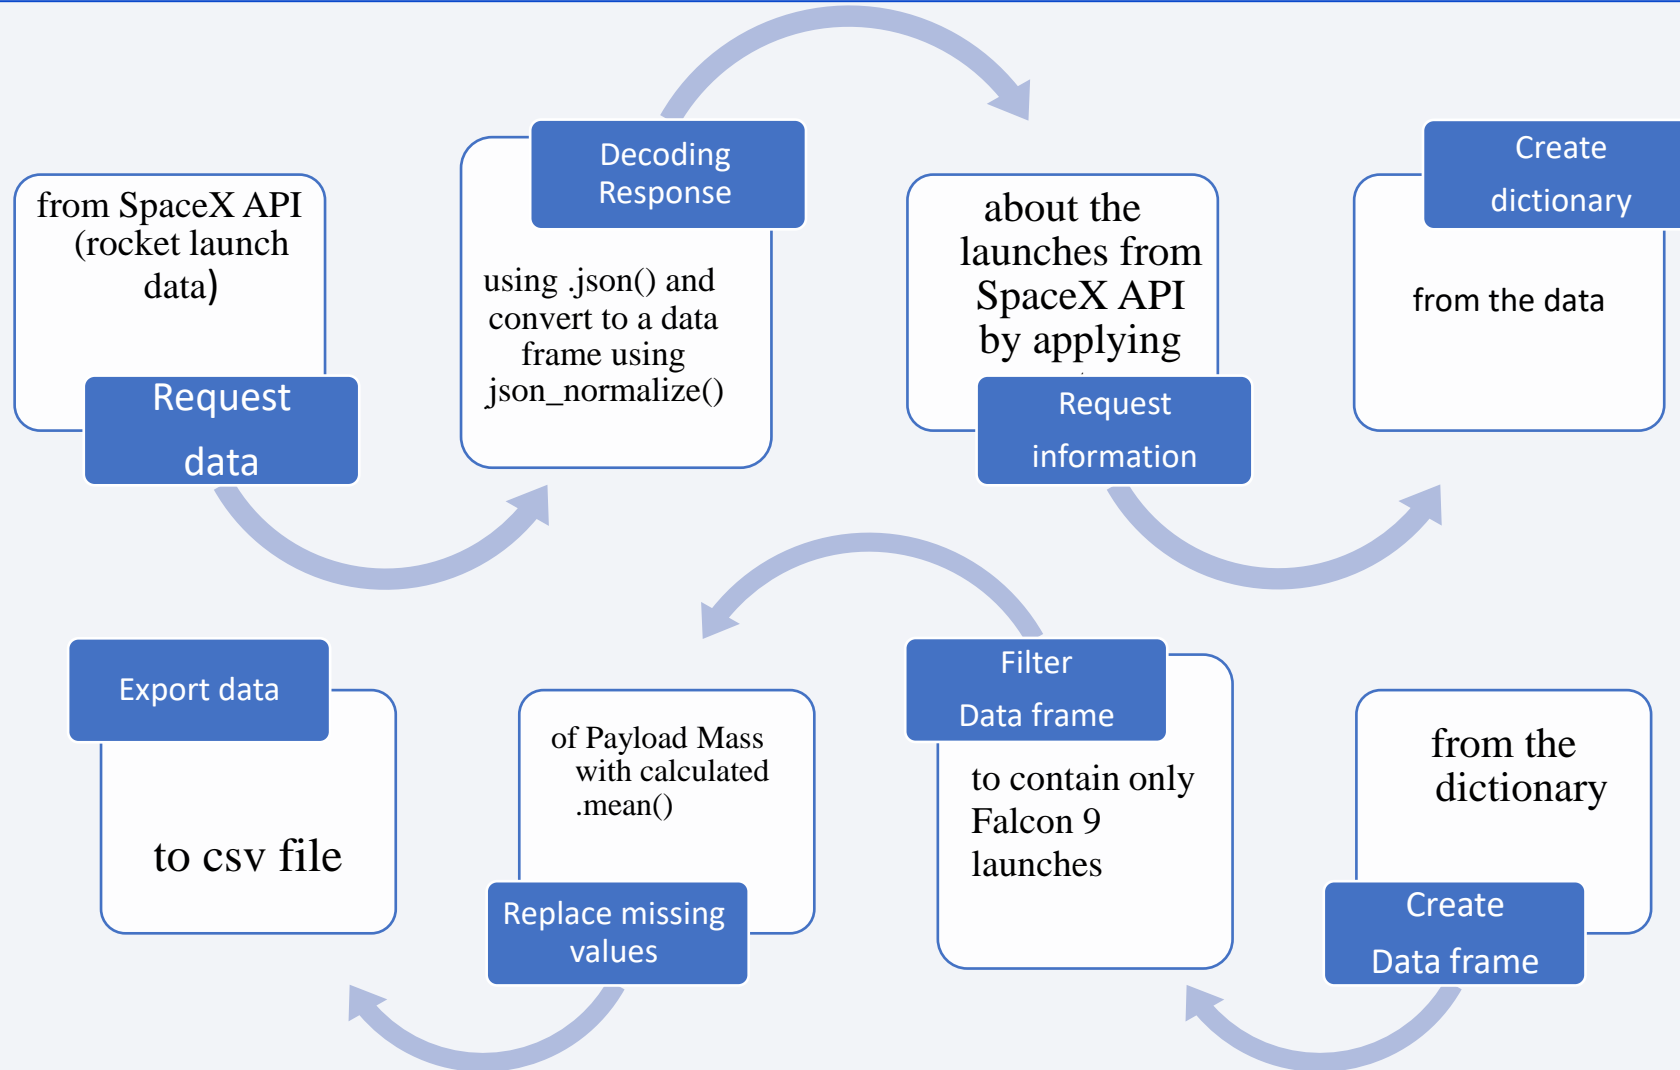 from SpaceX API
(rocket launch
data)
Request
data
Decoding
Response
using .json() and
convert to a data
frame using
json_normalize()
about the
launches from
SpaceX API
by applying
Request
information
Create
dictionary
from the data
from the
dictionary
Create
Data frame
Filter
Data frame
to contain only
Falcon 9
launches
of Payload Mass
with calculated
.mean()
Replace missing
values
Export data
to csv file